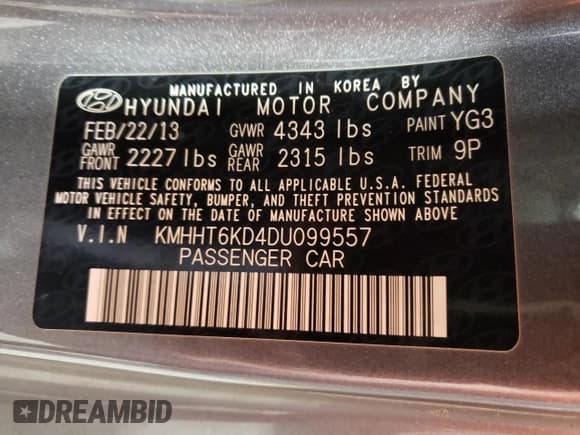 MANUFACTURED IN KOREA BY
HYUNDAI MOTOR COMPANY
FEB/22/13 GVWR 4343 lbs PAINT YG3
GAWR FRONT 2227 lbs GAWR REAR 2315 lbs TRIM 9P
THIS VEHICLE CONFORMS TO ALL APPLICABLE U.S.A. FEDERAL
MOTOR VEHICLE SAFETY, BUMPER, AND THEFT PREVENTION STANDARDS
IN EFFECT ON THE DATE OF MANUFACTURE SHOWN ABOVE.
V.I.N KMHHT6KD4DU099557
PASSENGER CAR
DREAMBID